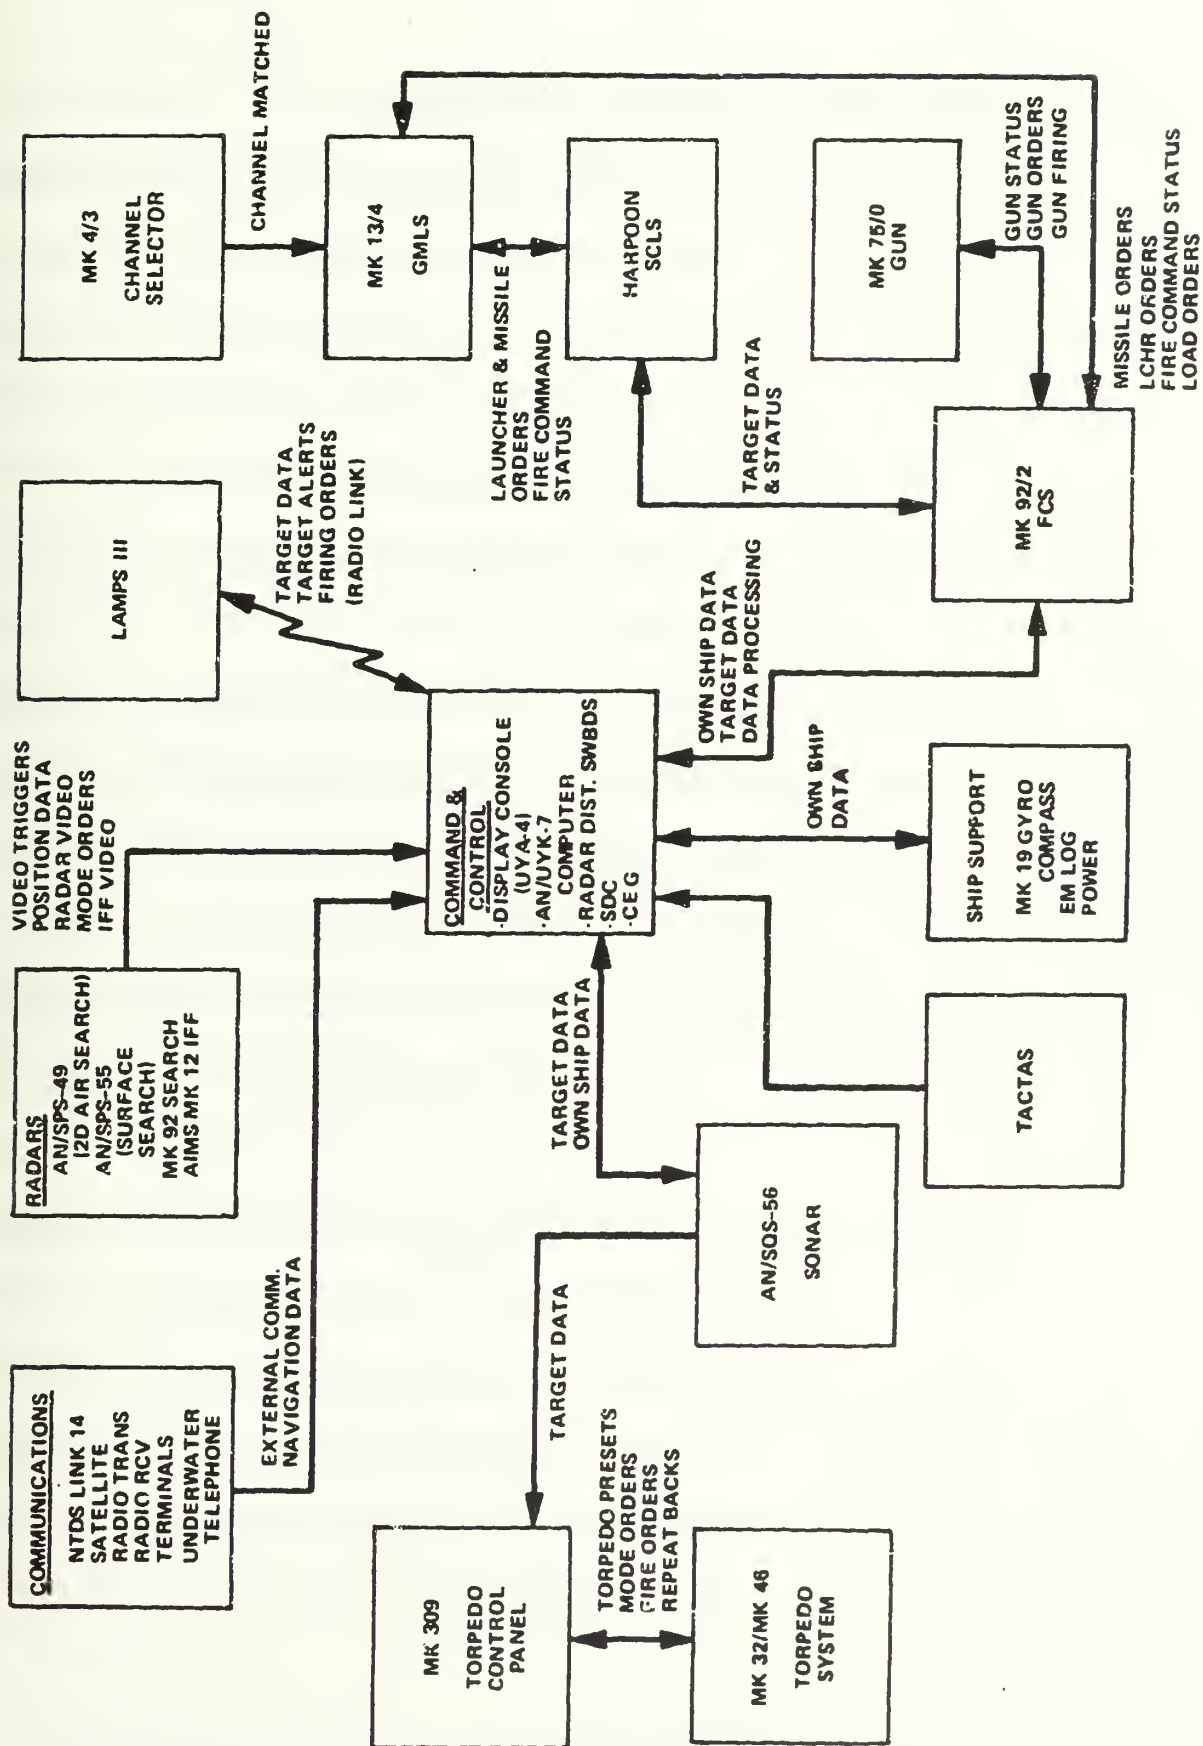 COMMUNICATIONS
NTDS LINK 14
SATELLITE
RADIO TRANS
RADIO RCV
TERMINALS
UNDERWATER
TELEPHONE
EXTERNAL COMM.
NAVIGATION DATA
RADARS
AN/SPS-49
(2D AIR SEARCH)
AN/SPS-55
(SURFACE
SEARCH)
MK 92 SEARCH
AIMS MK 12 IFF
VIDEO TRIGGERS
POSITION DATA
RADAR VIDEO
MODE ORDERS
IFF VIDEO
LAMPS III
TARGET DATA
TARGET ALERTS
FIRING ORDERS
(RADIO LINK)
MK 4/3
CHANNEL
SELECTOR
CHANNEL MATCHED
MK 13/4
GMLS
LAUNCHER & MISSILE
ORDERS
FIRE COMMAND
STATUS
HARPOON
SCLS
MK 309
TORPEDO
CONTROL
PANEL
TARGET DATA
TORPEDO PRESETS
MODE ORDERS
FIRE ORDERS
REPEAT BACKS
MK 32/MK 46
TORPEDO
SYSTEM
AN/SQS-56
SONAR
TARGET DATA
OWN SHIP DATA
COMMAND &
CONTROL
·DISPLAY CONSOLE
(UYA-4)
·AN/UYK-7
COMPUTER
·RADAR DIST. SWBDS
·SDC
·CEG
OWN SHIP DATA
TARGET DATA
DATA PROCESSING
OWN SHIP
DATA
TARGET DATA
& STATUS
MK 75/0
GUN
GUN STATUS
GUN ORDERS
GUN FIRING
TACTAS
SHIP SUPPORT
MK 19 GYRO
COMPASS
EM LOG
POWER
MK 92/2
FCS
MISSILE ORDERS
LCHR ORDERS
FIRE COMMAND STATUS
LOAD ORDERS